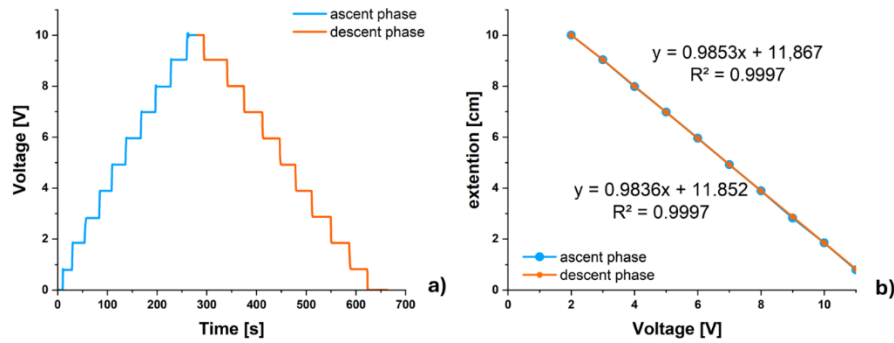 ascent phase
descent phase
10
8
6
4
2
0
Voltage [V]
0 100 200 300 400 500 600 700
Time [s]
a)
y = 0.9853x + 11,867
R² = 0.9997
y = 0.9836x + 11.852
R² = 0.9997
ascent phase
descent phase
10
8
6
4
2
0
extention [cm]
0 2 4 6 8 10
Voltage [V]
b)